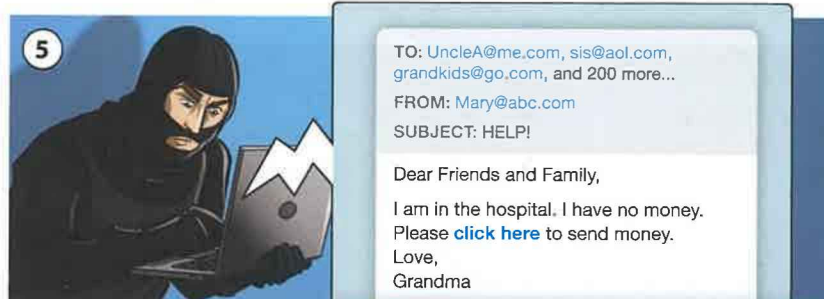 5
TO: UncleA@me.com, sis@aol.com,
grandkids@go.com, and 200 more...
FROM: Mary@abc.com
SUBJECT: HELP!
Dear Friends and Family,
I am in the hospital. I have no money.
Please click here to send money.
Love,
Grandma